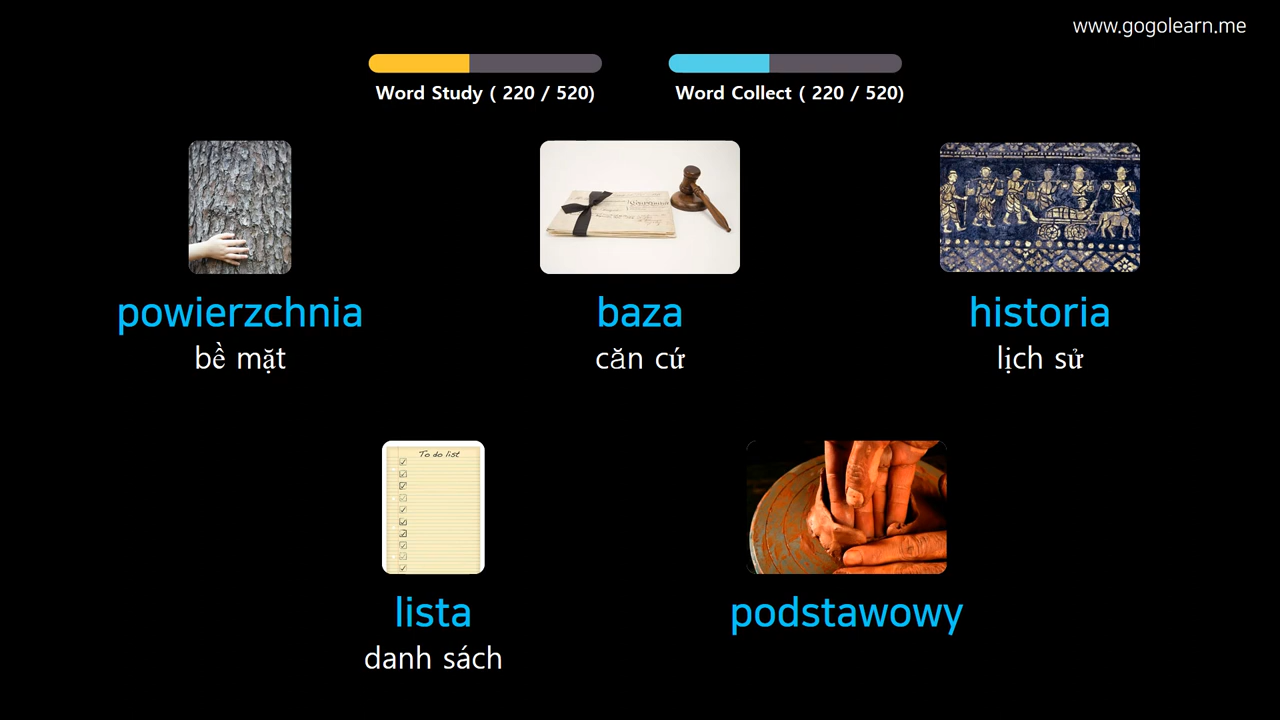 www.gogolearn.me
Word Study ( 220 / 520)
Word Collect ( 220 / 520)
powierzchnia
bề mặt
baza
căn cứ
historia
lịch sử
To do list
lista
danh sách
podstawowy